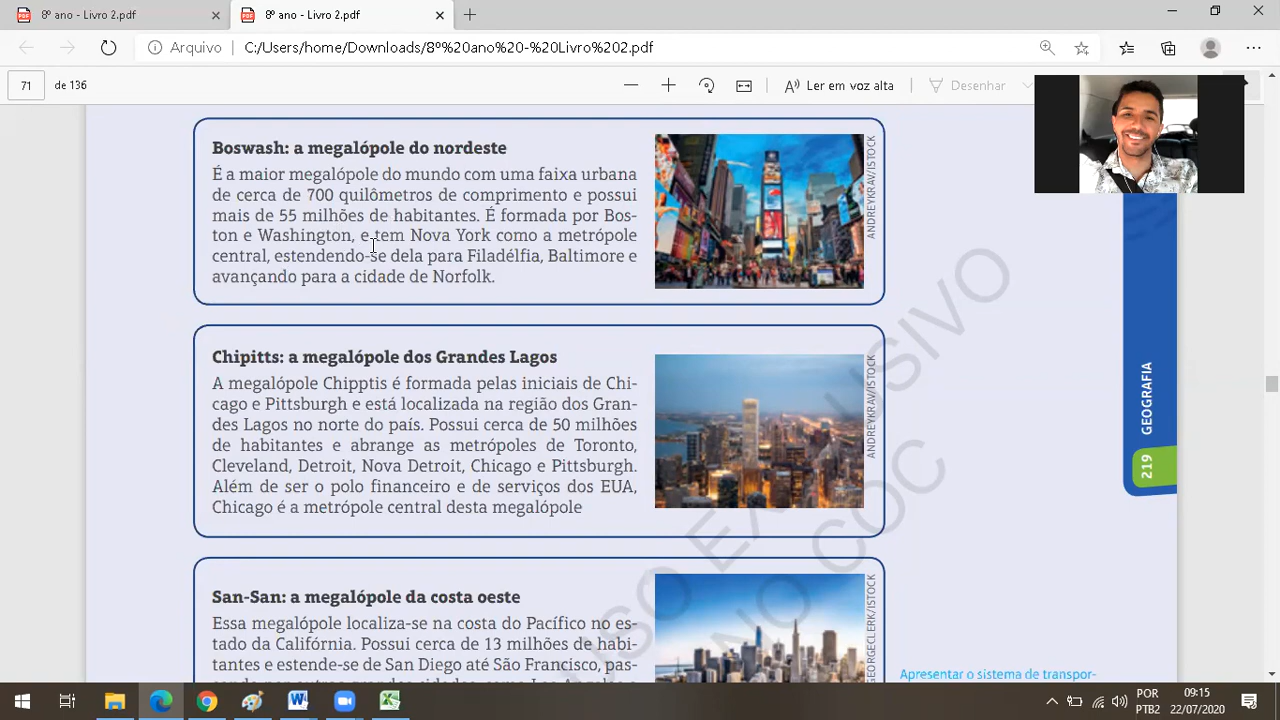 8º ano - Livro 2.pdf
8º ano - Livro 2.pdf
Arquivo
C:/Users/home/Downloads/8º%20ano%20-%20Livro%202.pdf
71
de 136
Ler em voz alta
Desenhar
Boswash: a megalópole do nordeste
É a maior megalópole do mundo com uma faixa urbana
de cerca de 700 quilômetros de comprimento e possui
mais de 55 milhões de habitantes. É formada por Bos-
ton e Washington, e tem Nova York como a metrópole
central, estendendo-se dela para Filadélfia, Baltimore e
avançando para a cidade de Norfolk.
ANDREYKRAV/ISTOCK
Chipitts: a megalópole dos Grandes Lagos
A megalópole Chipptis é formada pelas iniciais de Chi-
cago e Pittsburgh e está localizada na região dos Gran-
des Lagos no norte do país. Possui cerca de 50 milhões
de habitantes e abrange as metrópoles de Toronto,
Cleveland, Detroit, Nova Detroit, Chicago e Pittsburgh.
Além de ser o polo financeiro e de serviços dos EUA,
Chicago é a metrópole central desta megalópole
ANDREYKRAV/ISTOCK
San-San: a megalópole da costa oeste
Essa megalópole localiza-se na costa do Pacífico no es-
tado da Califórnia. Possui cerca de 13 milhões de habi-
tantes e estende-se de San Diego até São Francisco, pas-
GEORGECLERK/ISTOCK
USO EXCLUSIVO
ANO COC
GEOGRAFIA
219
Apresentar o sistema de transpor-
POR
PTB2
09:15
22/07/2020